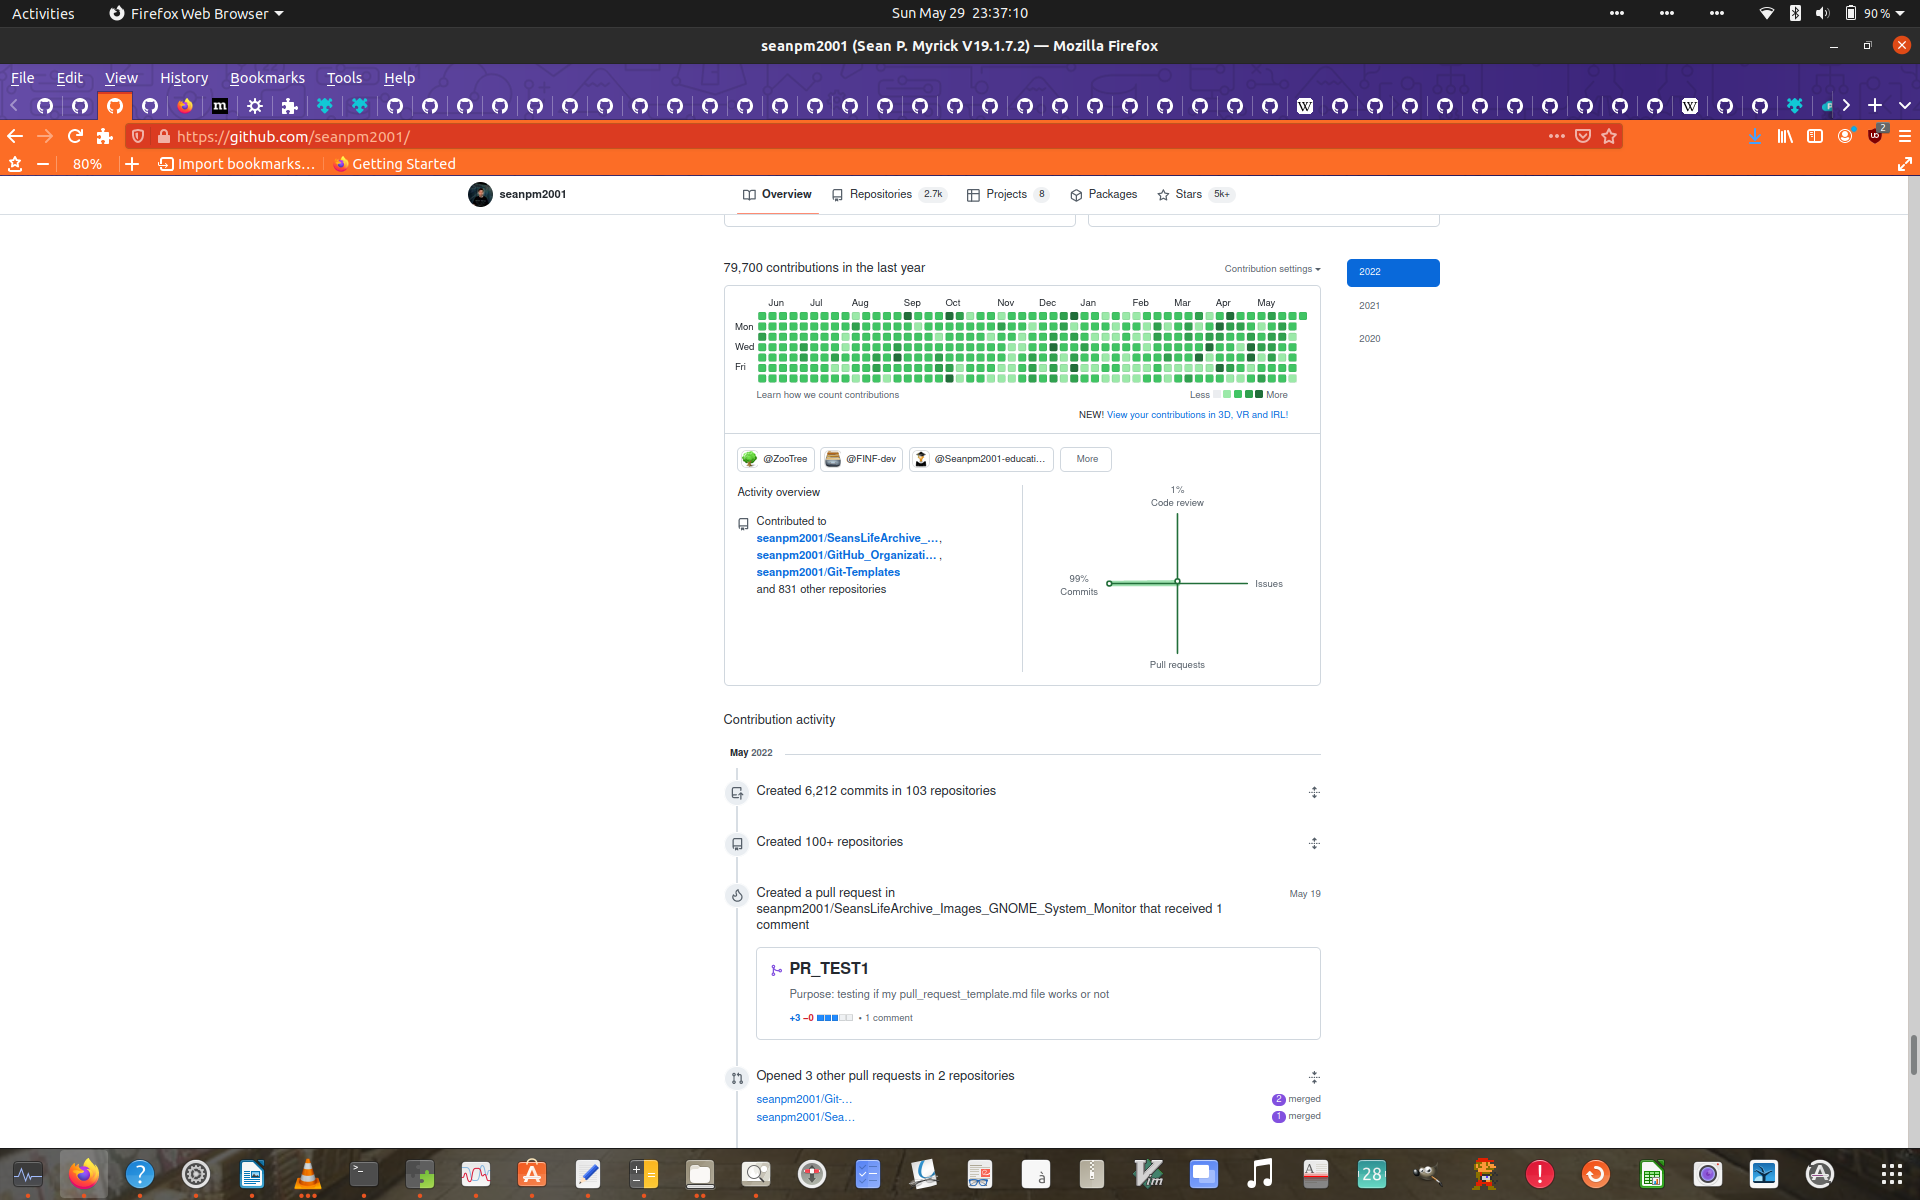 Activities Firefox Web Browser Sun May 29 23:37:10 90 %
seanpm2001 (Sean P. Myrick V19.1.7.2) — Mozilla Firefox
File Edit View History Bookmarks Tools Help
https://github.com/seanpm2001/ 2
80% Import bookmarks... Getting Started
seanpm2001 Overview Repositories 2.7k Projects 8 Packages Stars 5k+
79,700 contributions in the last year Contribution settings 2022
2021
2020
Jun Jul Aug Sep Oct Nov Dec Jan Feb Mar Apr May
Mon
Wed
Fri
Learn how we count contributions Less More
NEW! View your contributions in 3D, VR and IRL!
@ZooTree @FINF-dev @Seanpm2001-educati... More
Activity overview
Contributed to
seanpm2001/SeansLifeArchive_...,
seanpm2001/GitHub_Organizati... ,
seanpm2001/Git-Templates
and 831 other repositories
1%
Code review
99%
Commits
Issues
Pull requests
Contribution activity
May 2022
Created 6,212 commits in 103 repositories
Created 100+ repositories
Created a pull request in May 19
seanpm2001/SeansLifeArchive_Images_GNOME_System_Monitor that received 1
comment
PR_TEST1
Purpose: testing if my pull_request_template.md file works or not
+3 −0 • 1 comment
Opened 3 other pull requests in 2 repositories
seanpm2001/Git-... 2 merged
seanpm2001/Sea... 1 merged
28